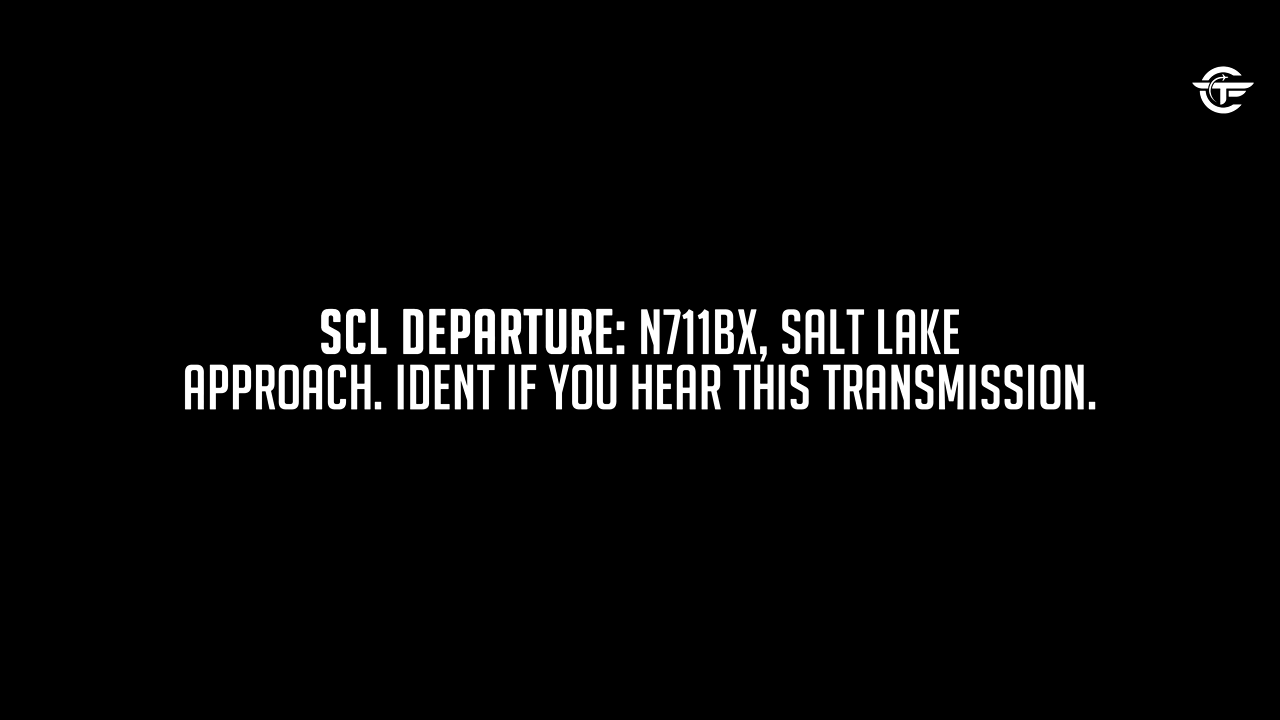 SCL DEPARTURE: N711BX, SALT LAKE
APPROACH. IDENT IF YOU HEAR THIS TRANSMISSION.